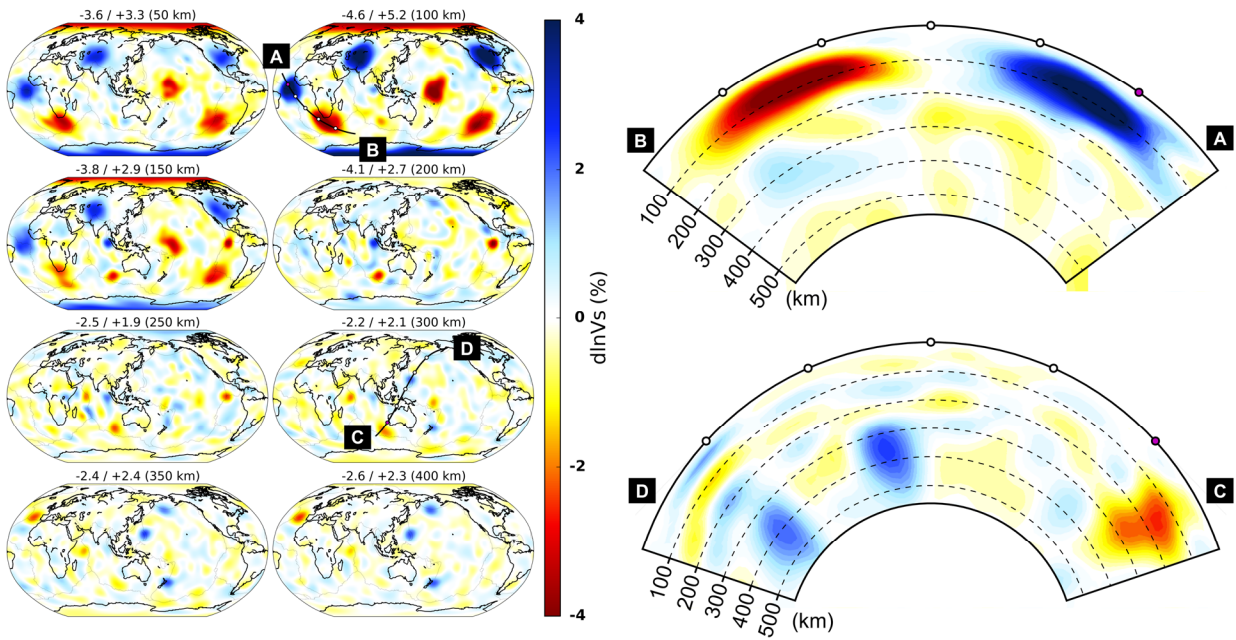 -3.6 / +3.3 (50 km)
-4.6 / +5.2 (100 km)
A
B
-3.8 / +2.9 (150 km)
-4.1 / +2.7 (200 km)
-2.5 / +1.9 (250 km)
-2.2 / +2.1 (300 km)
D
C
-2.4 / +2.4 (350 km)
-2.6 / +2.3 (400 km)
4
2
0
-2
-4
dlnVs (%)
B
A
100
200
300
400
500
(km)
D
C
100
200
300
400
500
(km)